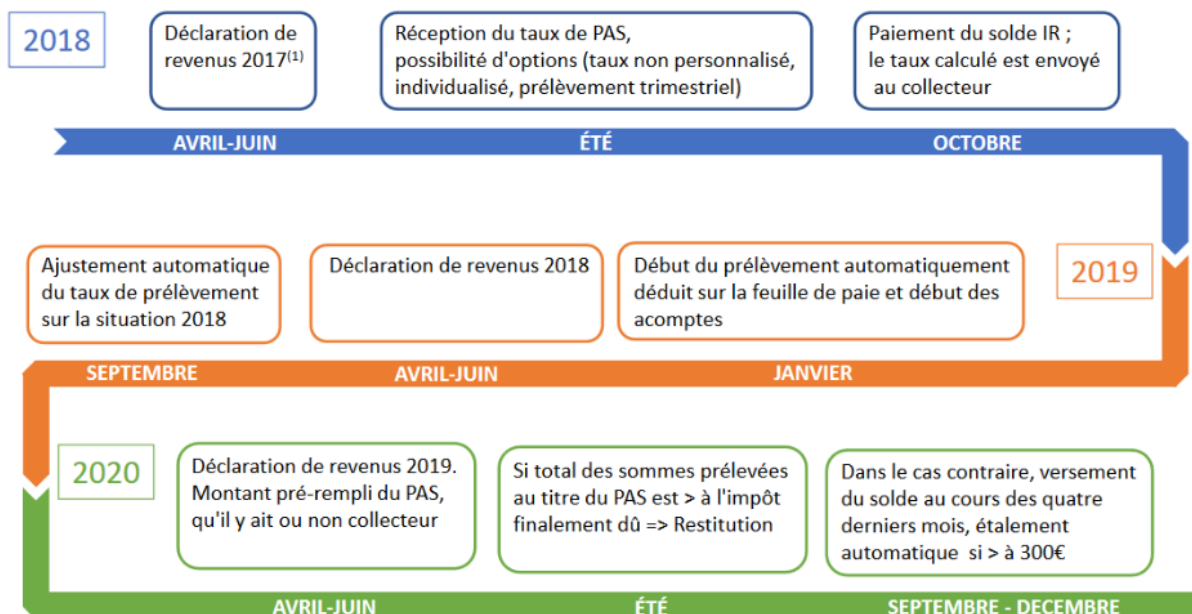 2018
Déclaration de
revenus 2017(1)
Réception du taux de PAS,
possibilité d'options (taux non personnalisé,
individualisé, prélèvement trimestriel)
Paiement du solde IR ;
le taux calculé est envoyé
au collecteur
AVRIL-JUIN
ÉTÉ
OCTOBRE
Ajustement automatique
du taux de prélèvement
sur la situation 2018
Déclaration de revenus 2018
Début du prélèvement automatiquement
déduit sur la feuille de paie et début des
acomptes
2019
SEPTEMBRE
AVRIL-JUIN
JANVIER
2020
Déclaration de revenus 2019.
Montant pré-rempli du PAS,
qu'il y ait ou non collecteur
Si total des sommes prélevées
au titre du PAS est > à l'impôt
finalement dû => Restitution
Dans le cas contraire, versement
du solde au cours des quatre
derniers mois, étalement
automatique si > à 300€
AVRIL-JUIN
ÉTÉ
SEPTEMBRE - DECEMBRE